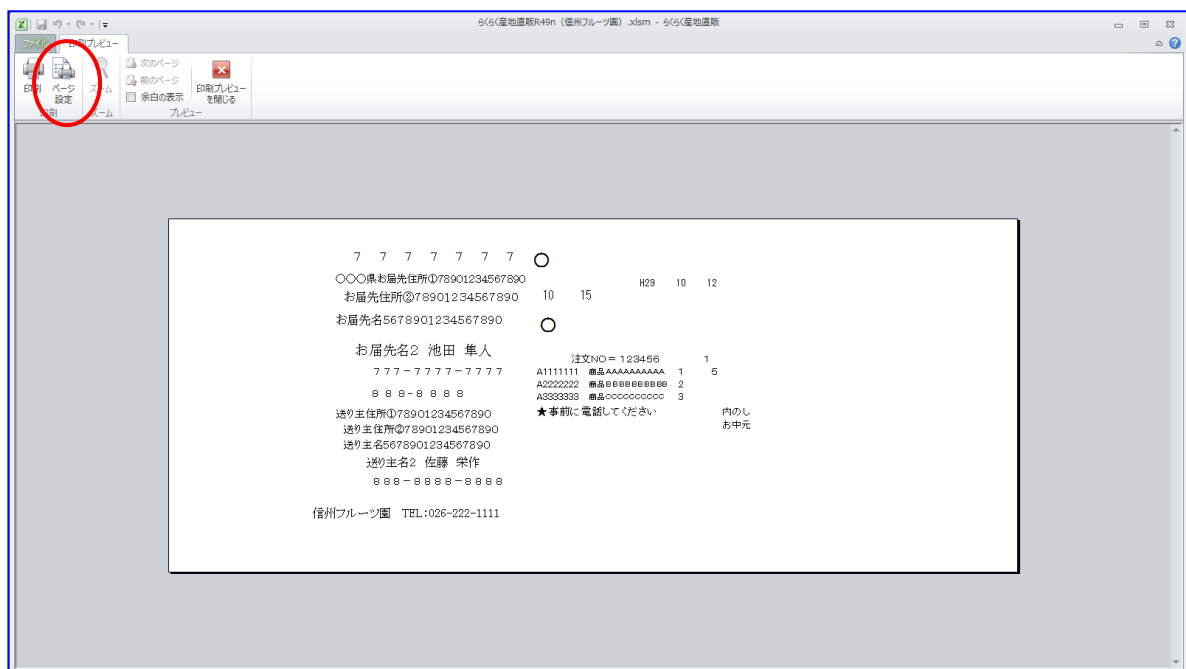 らくらく産地直販R49n（信州フルーツ園）.xlsm - らくらく産地直販
ファイル 印刷プレビュー
印刷 ページ設定 ズーム 次のページ
前のページ
余白の表示 印刷プレビューを閉じる
印刷 ズーム プレビュー
7 7 7 7 7 7 7 ○
○○○県お届先住所①78901234567890 H29 10 12
お届先住所②78901234567890 10 15
お届先名5678901234567890 ○
お届先名2 池田 隼人
注文NO＝123456 1
777-7777-7777 A1111111 商品AAAAAAAAAA 1 5
888-8888 A2222222 商品BBBBBBBBBB 2
A3333333 商品CCCCCCCCCC 3
送り主住所①78901234567890 ★事前に電話してください 内のし
送り主住所②78901234567890 お中元
送り主名5678901234567890
送り主名2 佐藤 栄作
888-8888-8888
信州フルーツ園 TEL:026-222-1111